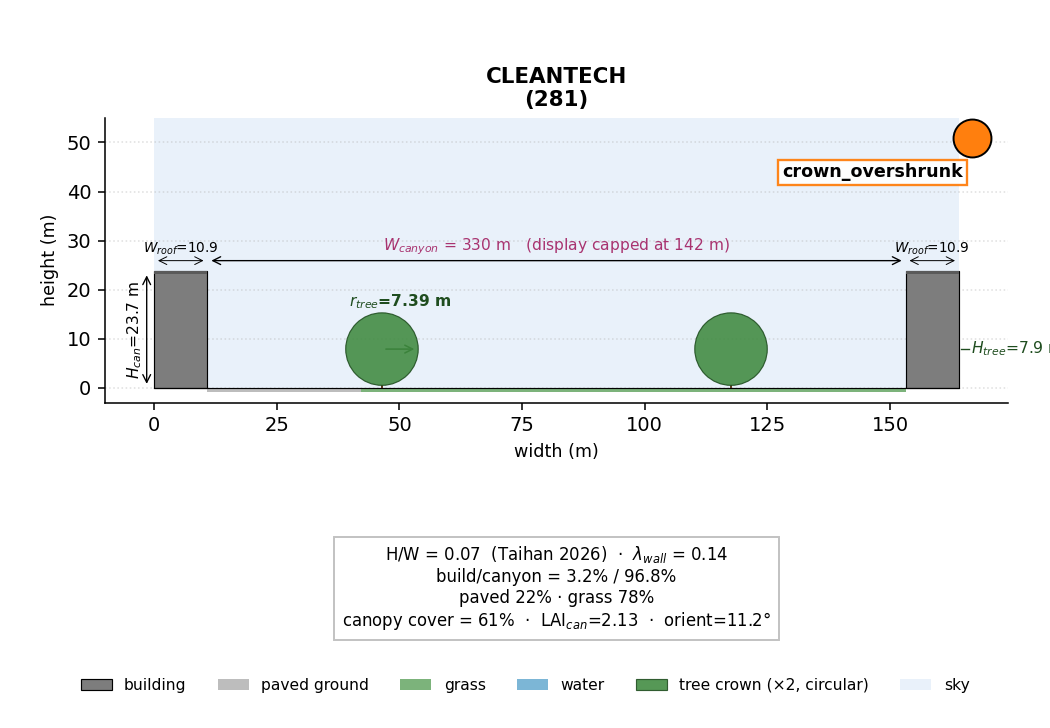 CLEANTECH
(281)
crown_overshrunk
W_roof=10.9
W_canyon = 330 m (display capped at 142 m)
W_roof=10.9
r_tree=7.39 m
H_can=23.7 m
H_tree=7.9
height (m)
50
40
30
20
10
0
0 25 50 75 100 125 150
width (m)
H/W = 0.07 (Taihan 2026) · λ_wall = 0.14
build/canyon = 3.2% / 96.8%
paved 22% · grass 78%
canopy cover = 61% · LAI_can=2.13 · orient=11.2°
building paved ground grass water tree crown (×2, circular) sky